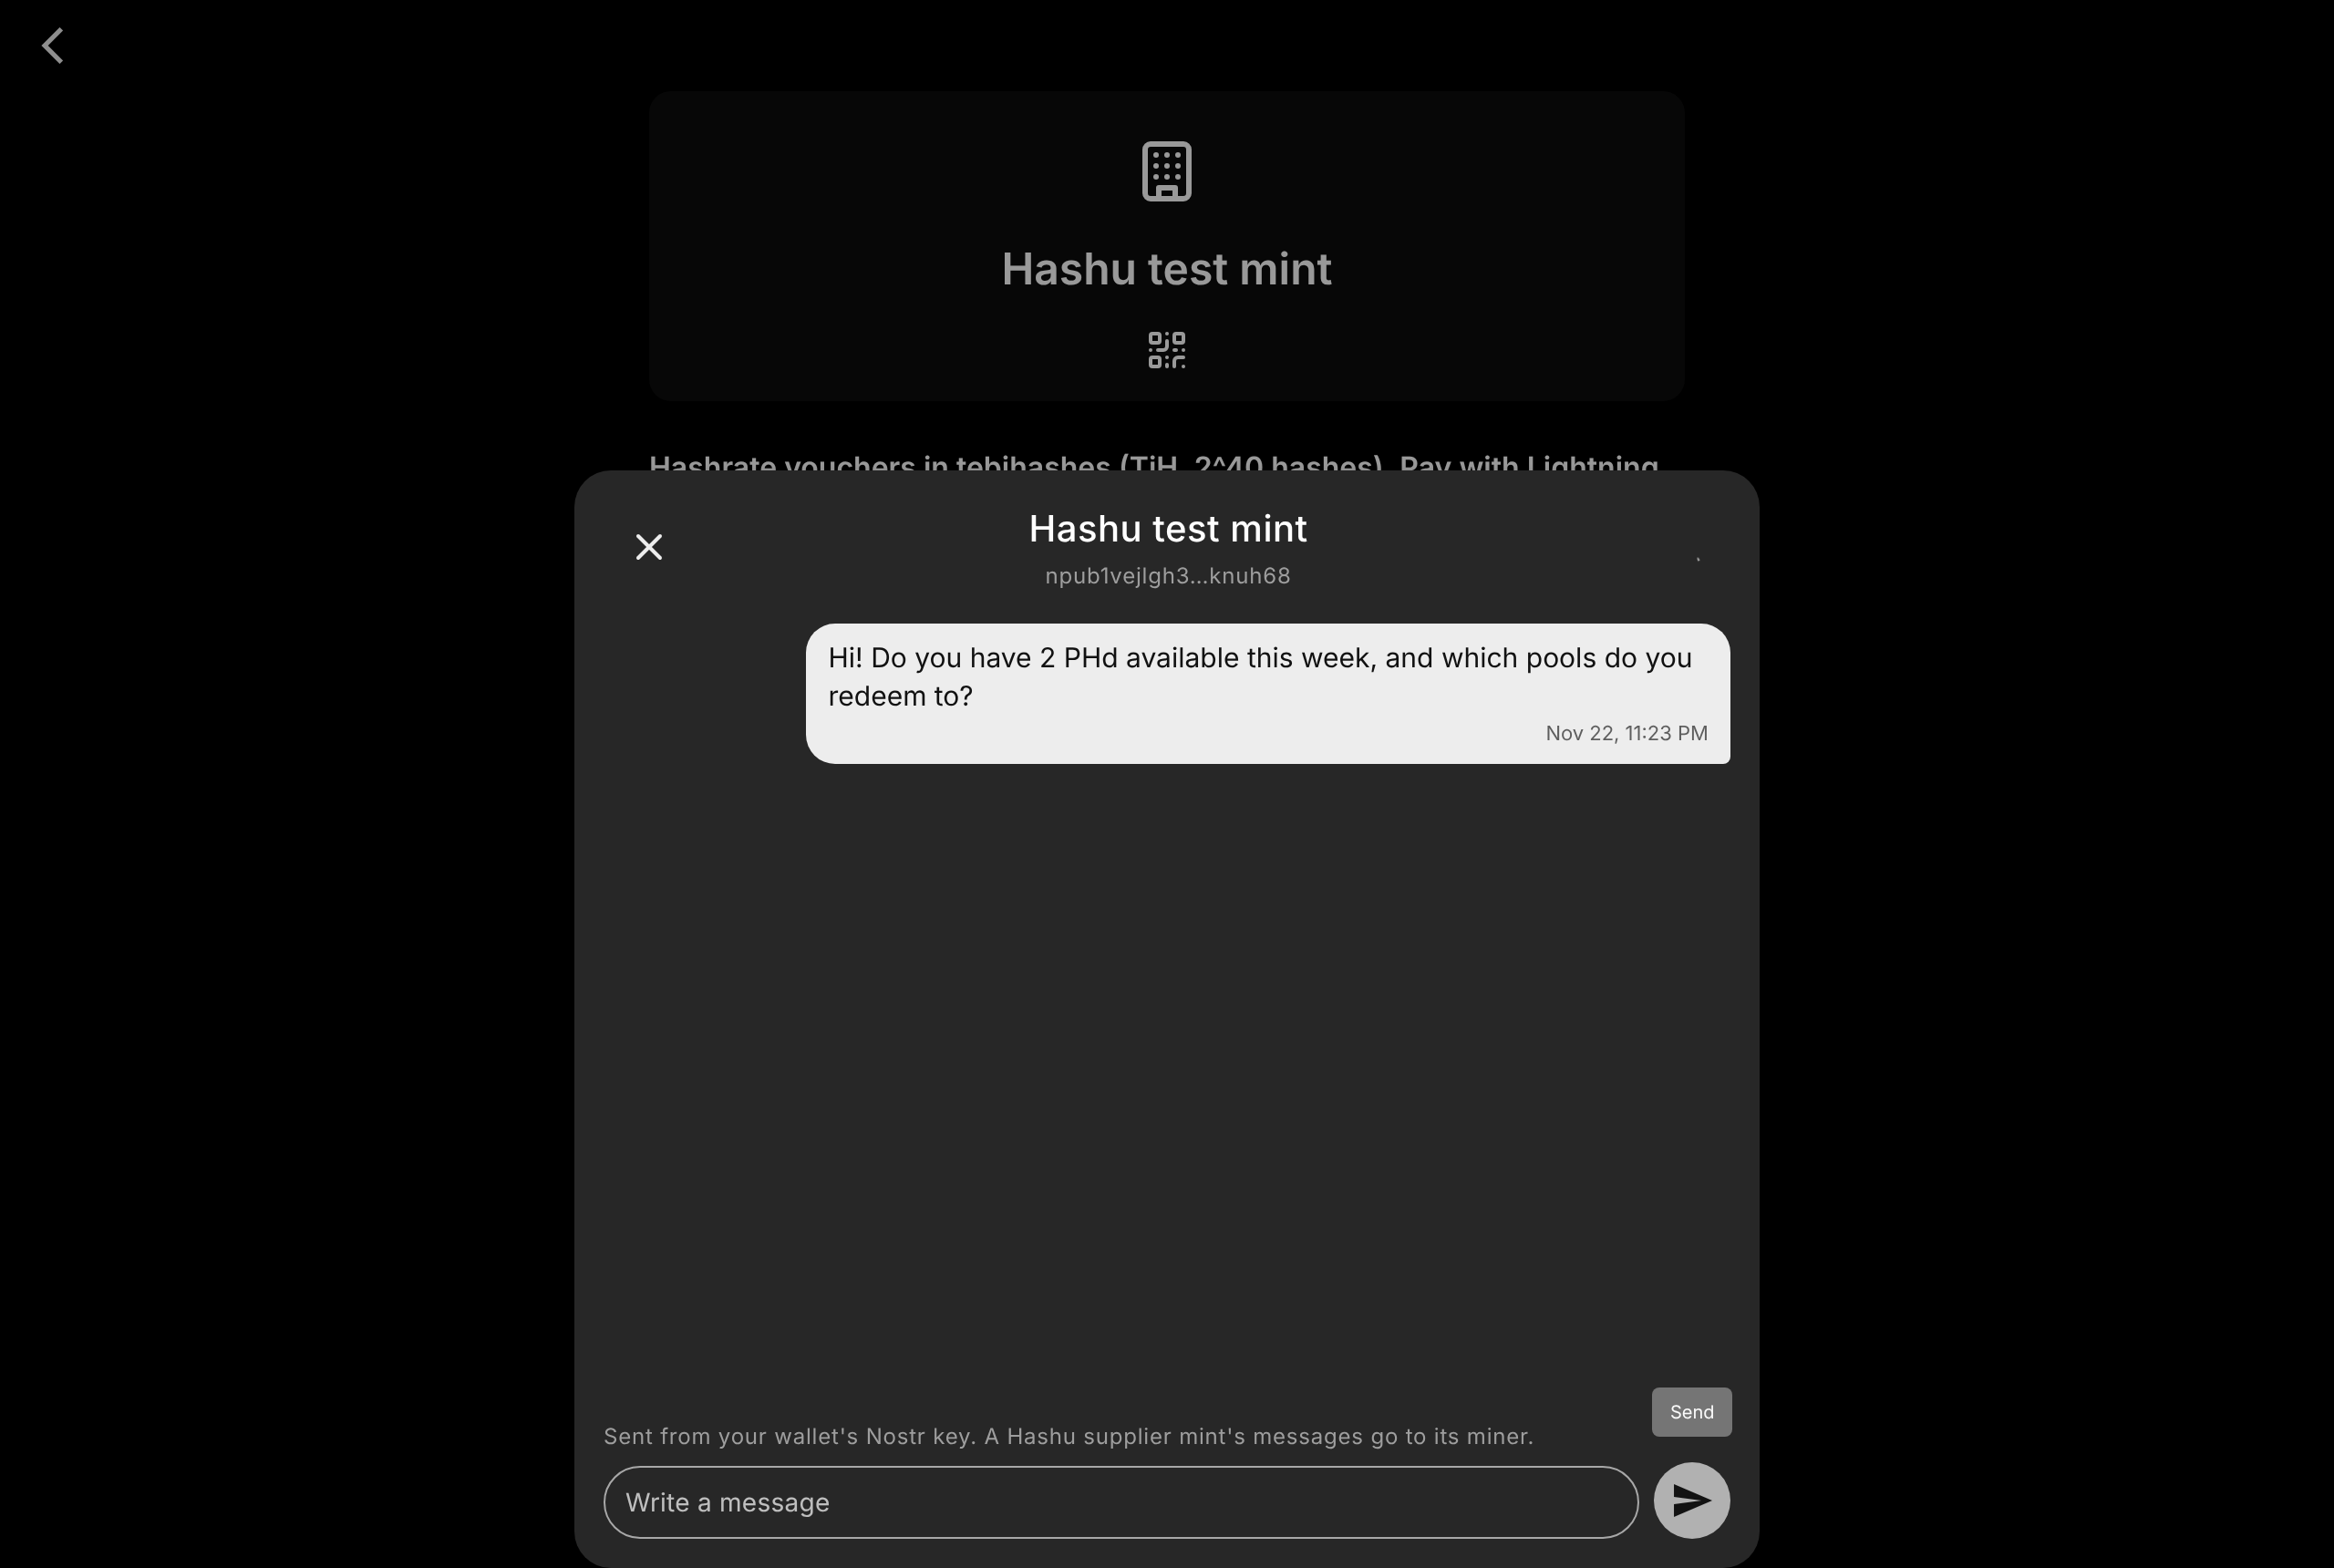 Hashu test mint
Hashrate vouchers in tebihashes (TiH, 2^40 hashes). Pay with Lightning
Hashu test mint
npub1vejlgh3...knuh68
Hi! Do you have 2 PHd available this week, and which pools do you
redeem to?
Nov 22, 11:23 PM
Send
Sent from your wallet's Nostr key. A Hashu supplier mint's messages go to its miner.
Write a message